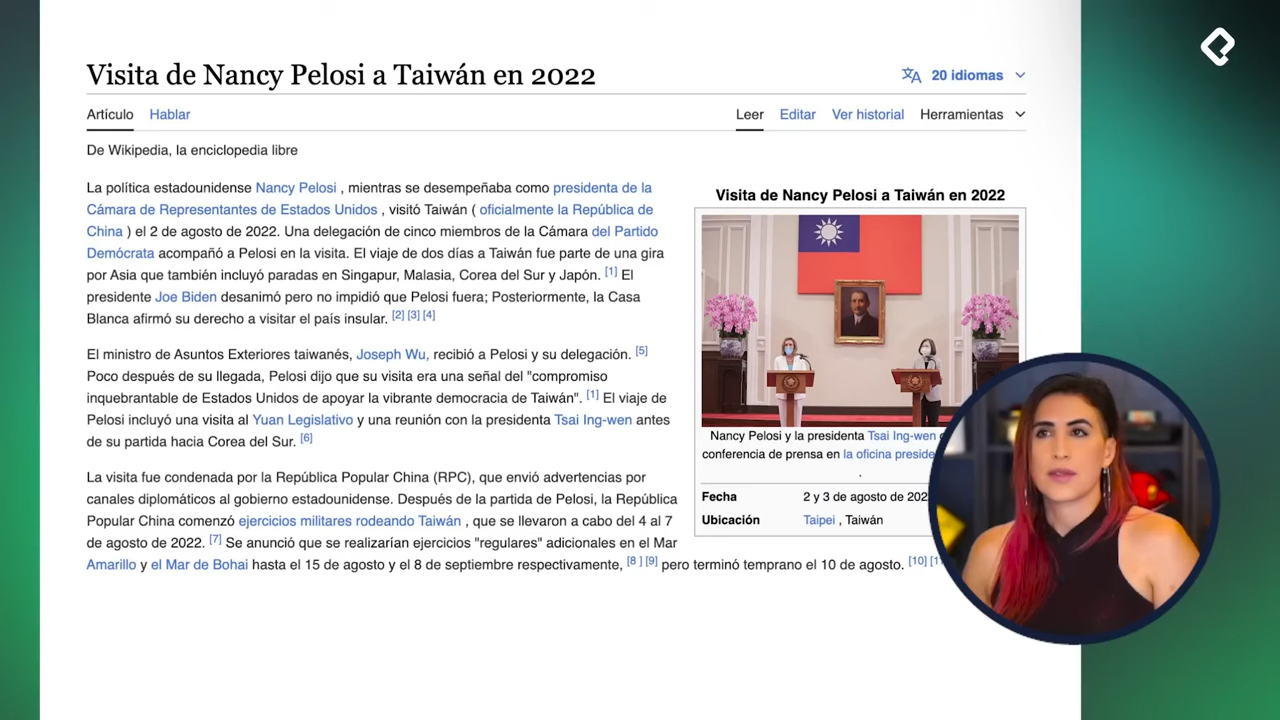 Visita de Nancy Pelosi a Taiwán en 2022
20 idiomas
Artículo Hablar
Leer Editar Ver historial Herramientas
De Wikipedia, la enciclopedia libre
La política estadounidense Nancy Pelosi , mientras se desempeñaba como presidenta de la
Cámara de Representantes de Estados Unidos , visitó Taiwán ( oficialmente la República de
China ) el 2 de agosto de 2022. Una delegación de cinco miembros de la Cámara del Partido
Demócrata acompañó a Pelosi en la visita. El viaje de dos días a Taiwán fue parte de una gira
por Asia que también incluyó paradas en Singapur, Malasia, Corea del Sur y Japón. [1] El
presidente Joe Biden desanimó pero no impidió que Pelosi fuera; Posteriormente, la Casa
Blanca afirmó su derecho a visitar el país insular. [2] [3] [4]
El ministro de Asuntos Exteriores taiwanés, Joseph Wu, recibió a Pelosi y su delegación. [5]
Poco después de su llegada, Pelosi dijo que su visita era una señal del "compromiso
inquebrantable de Estados Unidos de apoyar la vibrante democracia de Taiwán". [1] El viaje de
Pelosi incluyó una visita al Yuan Legislativo y una reunión con la presidenta Tsai Ing-wen antes
de su partida hacia Corea del Sur. [6]
La visita fue condenada por la República Popular China (RPC), que envió advertencias por
canales diplomáticos al gobierno estadounidense. Después de la partida de Pelosi, la República
Popular China comenzó ejercicios militares rodeando Taiwán , que se llevaron a cabo del 4 al 7
de agosto de 2022. [7] Se anunció que se realizarían ejercicios "regulares" adicionales en el Mar
Amarillo y el Mar de Bohai hasta el 15 de agosto y el 8 de septiembre respectivamente, [8 ] [9] pero terminó temprano el 10 de agosto. [10]
Visita de Nancy Pelosi a Taiwán en 2022
Nancy Pelosi y la presidenta Tsai Ing-wen
conferencia de prensa en la oficina
.
Fecha 2 y 3 de agosto de
Ubicación Taipei , Taiwán